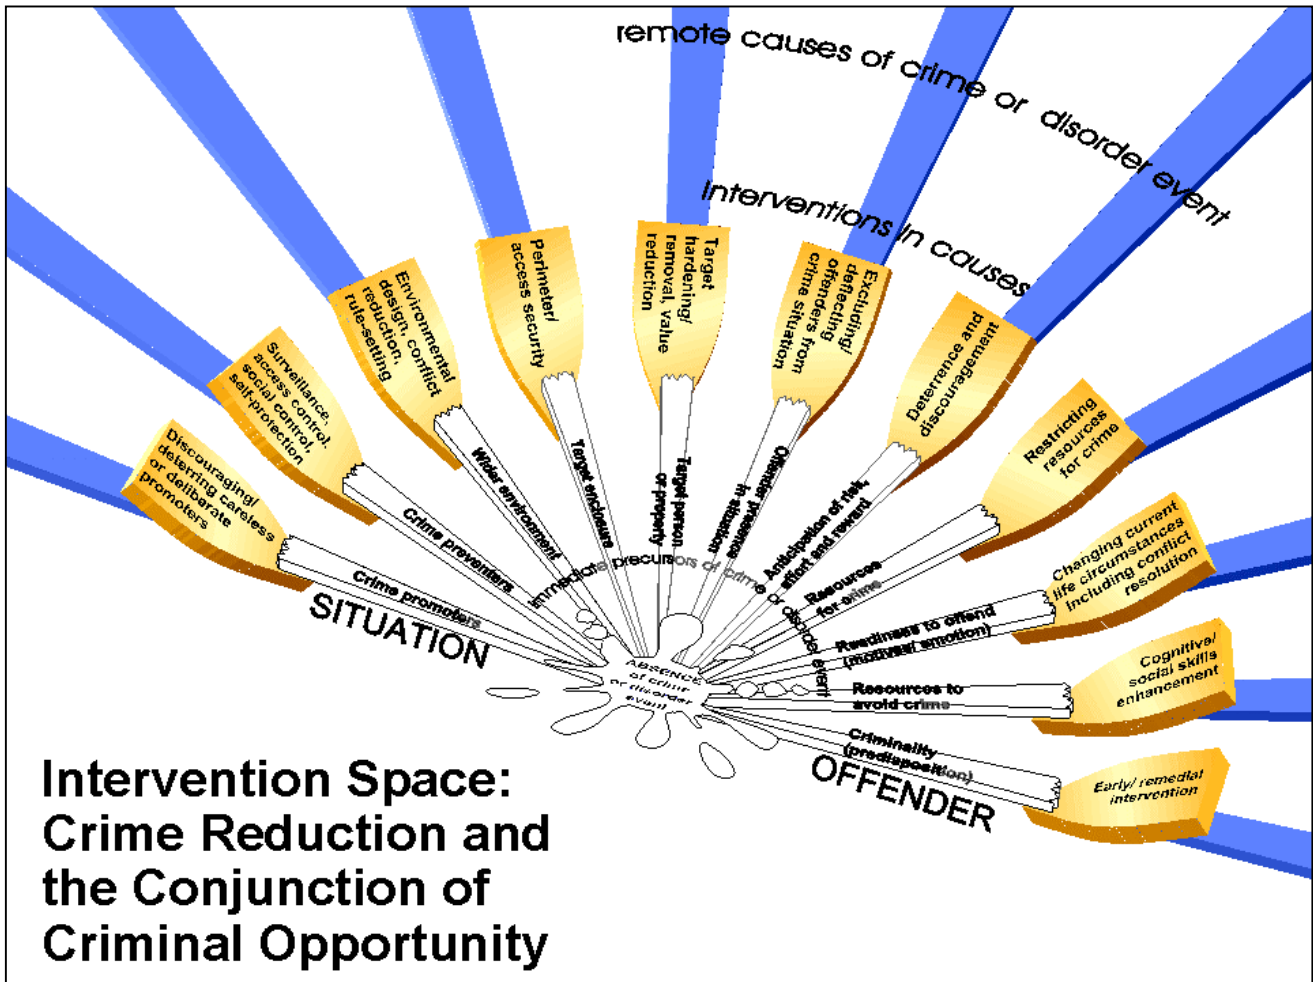 remote causes of crime or disorder event
interventions in causes
Discouraging/
deterring careless
or deliberate
promoters
Surveillance,
access control,
social control,
self-protection
Environmental
design, conflict
reduction,
rule-setting
Perimeter/
access security
Target
hardening/
removal, value
reduction
Excluding/
deflecting
offenders from
crime situation
Deterrence and
discouragement
Restricting
resources
for crime
Changing current
life circumstances
including conflict
resolution
Cognitive/
social skills
enhancement
Early/ remedial
intervention
Crime promoters
Crime preventers
Wider environment
Target enclosure
Target person
or property
Offender presence
in situation
Anticipation of risk,
effort and reward
Resources
for crime
Readiness to offend
(motives/ emotion)
Resources to
avoid crime
Criminality
(predisposition)
immediate precursors of crime or disorder event
SITUATION
OFFENDER
ABSENCE
of crime
or disorder
event
Intervention Space:
Crime Reduction and
the Conjunction of
Criminal Opportunity